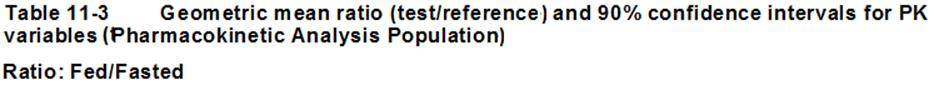 Table 11-3 Geometric mean ratio (test/reference) and 90% confidence intervals for PK
variables (Pharmacokinetic Analysis Population)
Ratio: Fed/Fasted